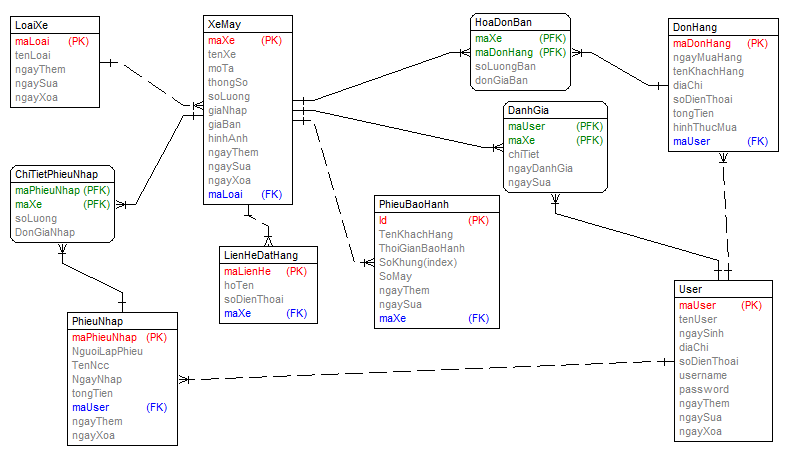 LoaiXe
maLoai (PK)
tenLoai
ngayThem
ngaySua
ngayXoa
XeMay
maXe (PK)
tenXe
moTa
thongSo
soLuong
giaNhap
giaBan
hinhAnh
ngayThem
ngaySua
ngayXoa
maLoai (FK)
HoaDonBan
maXe (PFK)
maDonHang (PFK)
soLuongBan
donGiaBan
DonHang
maDonHang (PK)
ngayMuaHang
tenKhachHang
diaChi
soDienThoai
tongTien
hinhThucMua
maUser (FK)
DanhGia
maUser (PFK)
maXe (PFK)
chiTiet
ngayDanhGia
ngaySua
ChiTietPhieuNhap
maPhieuNhap (PFK)
maXe (PFK)
soLuong
DonGiaNhap
PhieuBaoHanh
Id (PK)
TenKhachHang
ThoiGianBaoHanh
SoKhung(index)
SoMay
ngayThem
ngaySua
maXe (FK)
LienHeDatHang
maLienHe (PK)
hoTen
soDienThoai
maXe (FK)
User
maUser (PK)
tenUser
ngaySinh
diaChi
soDienThoai
username
password
ngayThem
ngaySua
ngayXoa
PhieuNhap
maPhieuNhap (PK)
NguoiLapPhieu
TenNcc
NgayNhap
tongTien
maUser (FK)
ngayThem
ngayXoa